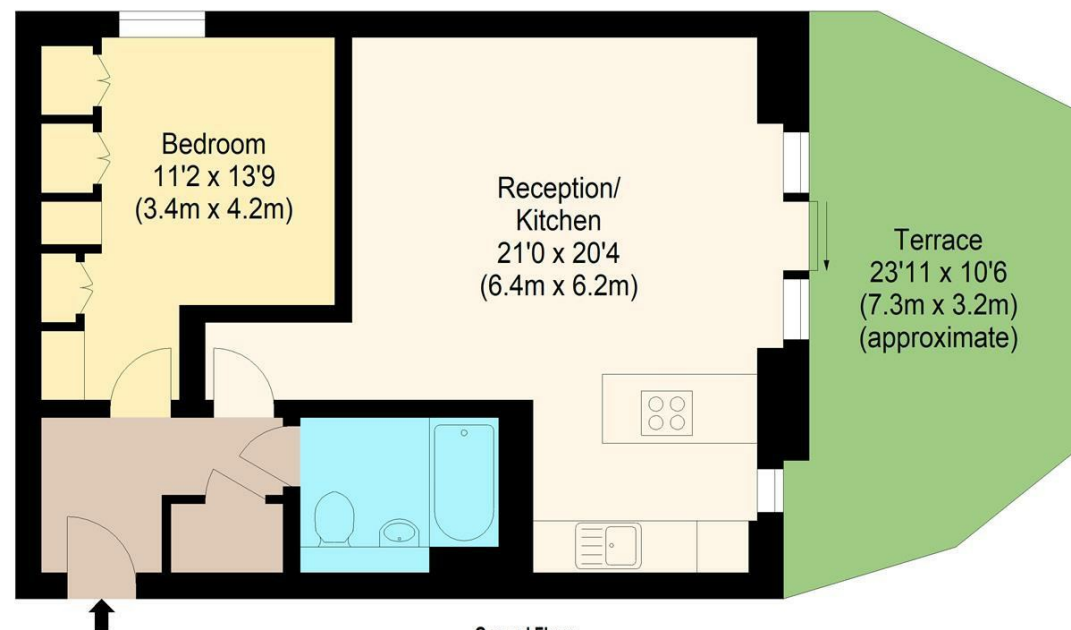 Bedroom
11'2 x 13'9
(3.4m x 4.2m)
Reception/
Kitchen
21'0 x 20'4
(6.4m x 6.2m)
Terrace
23'11 x 10'6
(7.3m x 3.2m)
(approximate)